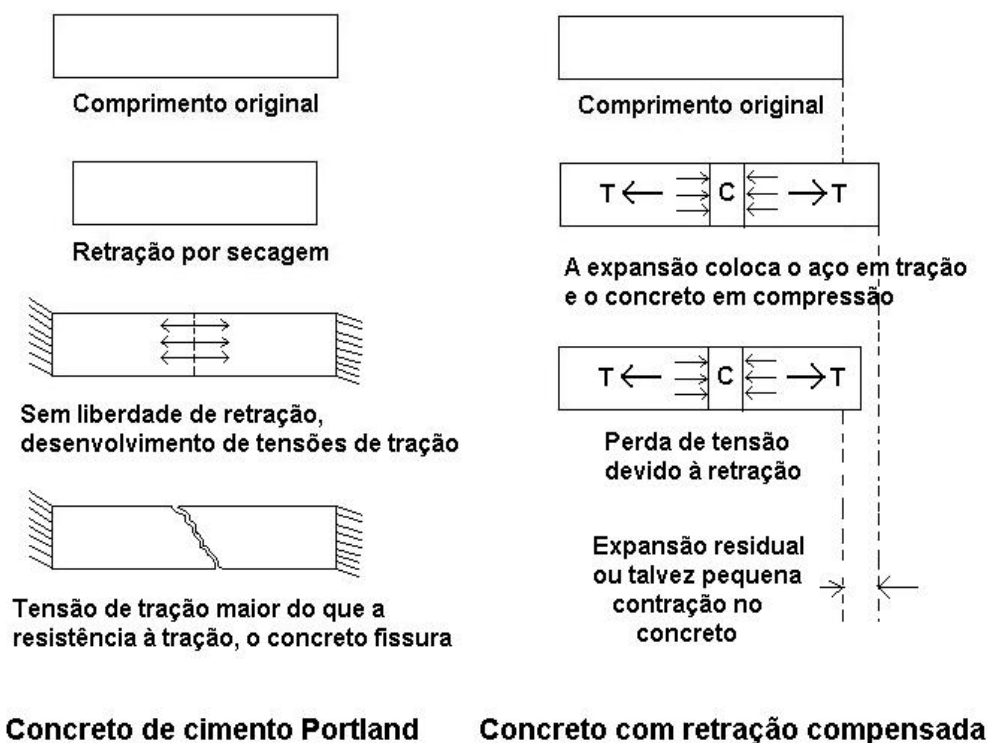 Comprimento original
Retração por secagem
Sem liberdade de retração,
desenvolvimento de tensões de tração
Tensão de tração maior do que a
resistência à tração, o concreto fissura
Concreto de cimento Portland
Comprimento original
T C T
A expansão coloca o aço em tração
e o concreto em compressão
T C T
Perda de tensão
devido à retração
Expansão residual
ou talvez pequena
contração no
concreto
Concreto com retração compensada